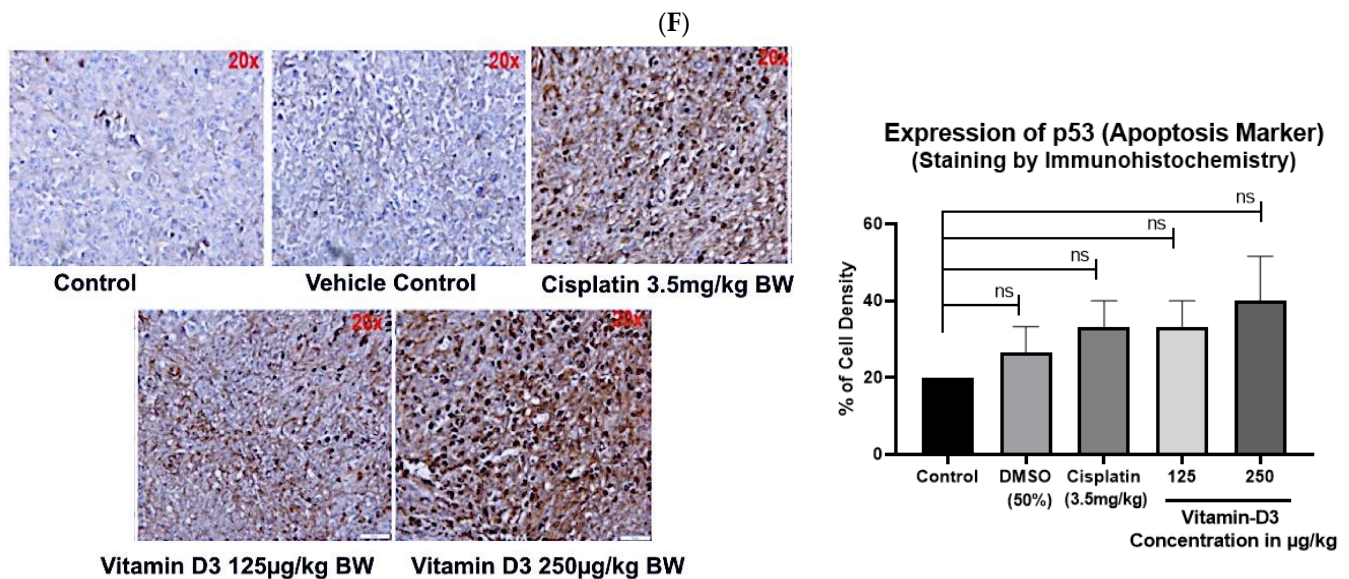 (F)
20x
20x
20x
Control
Vehicle Control
Cisplatin 3.5mg/kg BW
20x
20x
Vitamin D3 125µg/kg BW
Vitamin D3 250µg/kg BW
Expression of p53 (Apoptosis Marker)
(Staining by Immunohistochemistry)
ns
ns
ns
ns
% of Cell Density
60
40
20
0
Control
DMSO
(50%)
Cisplatin
(3.5mg/kg)
125
250
Vitamin-D3
Concentration in µg/kg